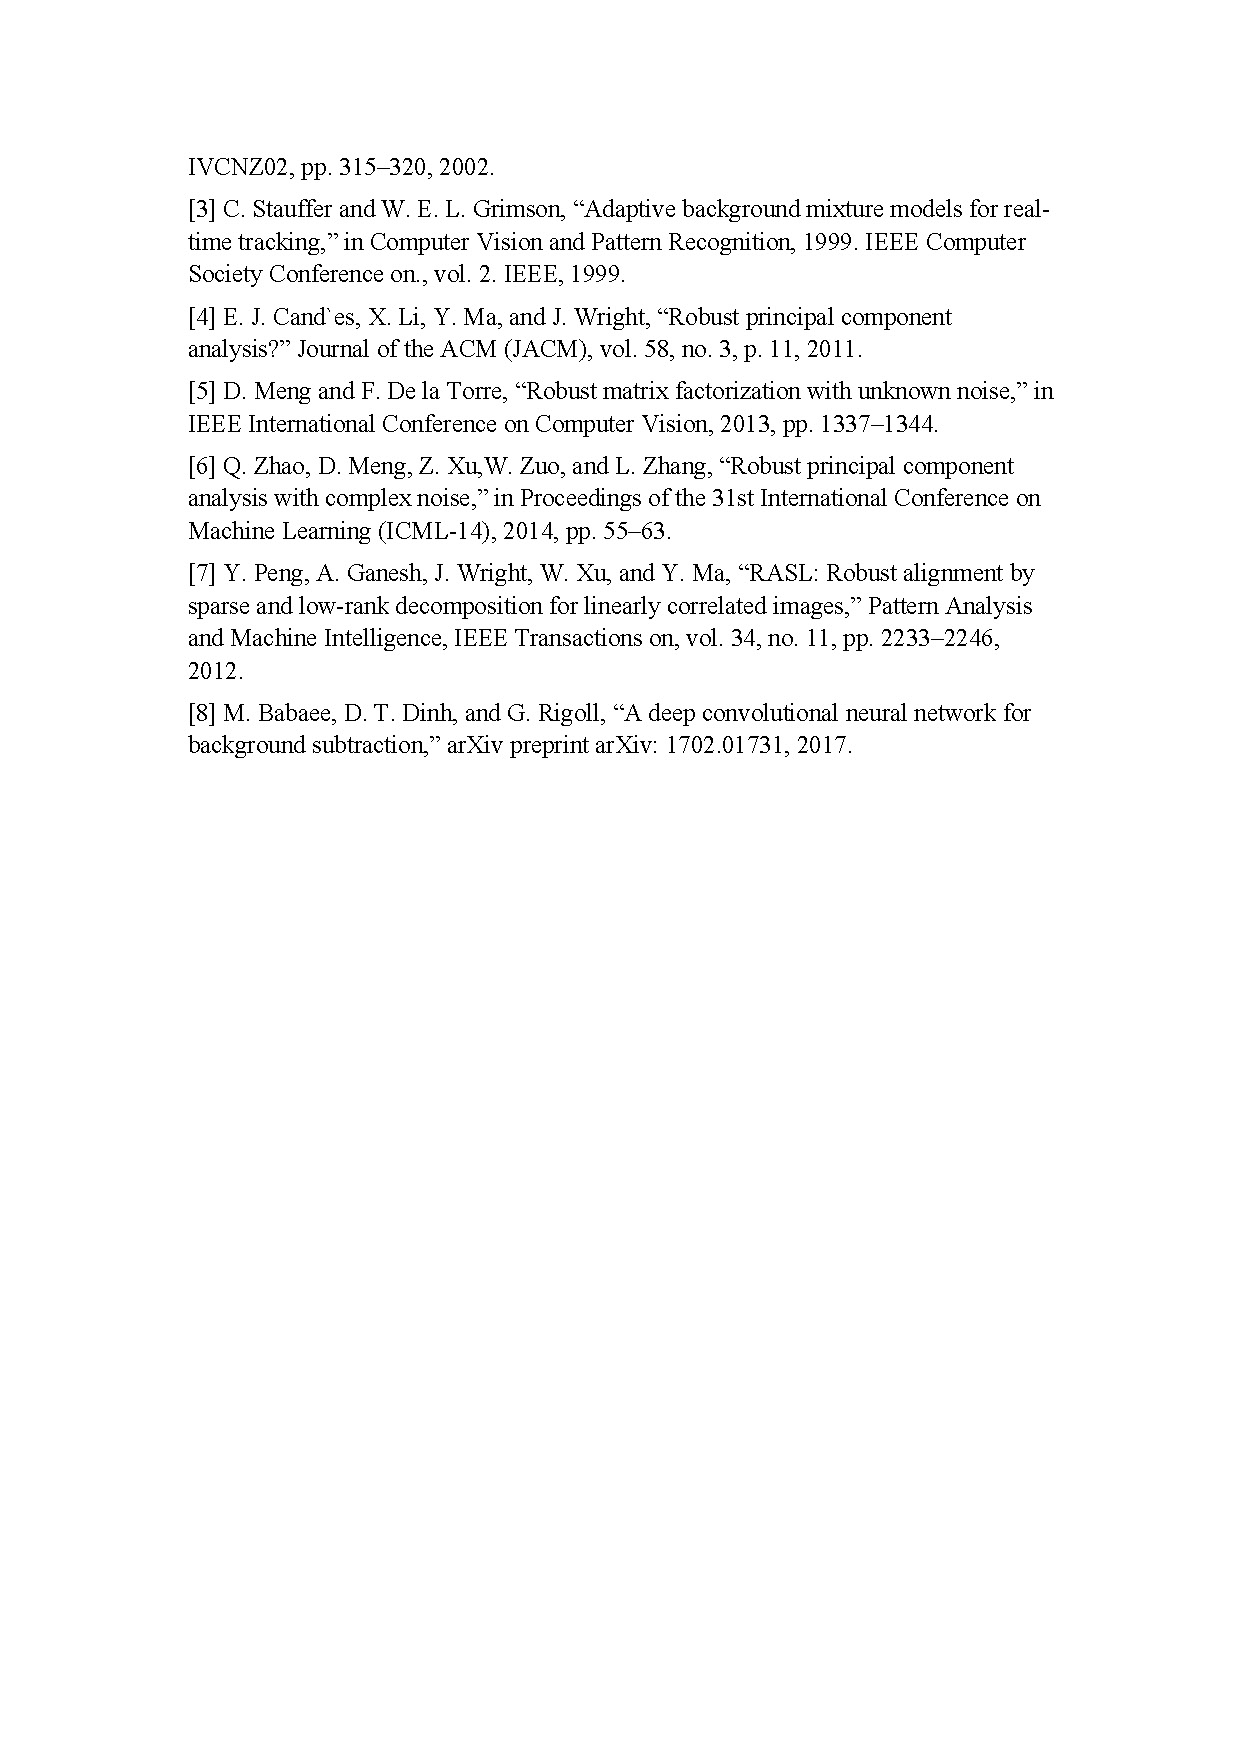 IVCNZ02, pp. 315–320, 2002.
[3] C. Stauffer and W. E. L. Grimson, “Adaptive background mixture models for real-
time tracking,” in Computer Vision and Pattern Recognition, 1999. IEEE Computer
Society Conference on., vol. 2. IEEE, 1999.
[4] E. J. Cand`es, X. Li, Y. Ma, and J. Wright, “Robust principal component
analysis?” Journal of the ACM (JACM), vol. 58, no. 3, p. 11, 2011.
[5] D. Meng and F. De la Torre, “Robust matrix factorization with unknown noise,” in
IEEE International Conference on Computer Vision, 2013, pp. 1337–1344.
[6] Q. Zhao, D. Meng, Z. Xu,W. Zuo, and L. Zhang, “Robust principal component
analysis with complex noise,” in Proceedings of the 31st International Conference on
Machine Learning (ICML-14), 2014, pp. 55–63.
[7] Y. Peng, A. Ganesh, J. Wright, W. Xu, and Y. Ma, “RASL: Robust alignment by
sparse and low-rank decomposition for linearly correlated images,” Pattern Analysis
and Machine Intelligence, IEEE Transactions on, vol. 34, no. 11, pp. 2233–2246,
2012.
[8] M. Babaee, D. T. Dinh, and G. Rigoll, “A deep convolutional neural network for
background subtraction,” arXiv preprint arXiv: 1702.01731, 2017.